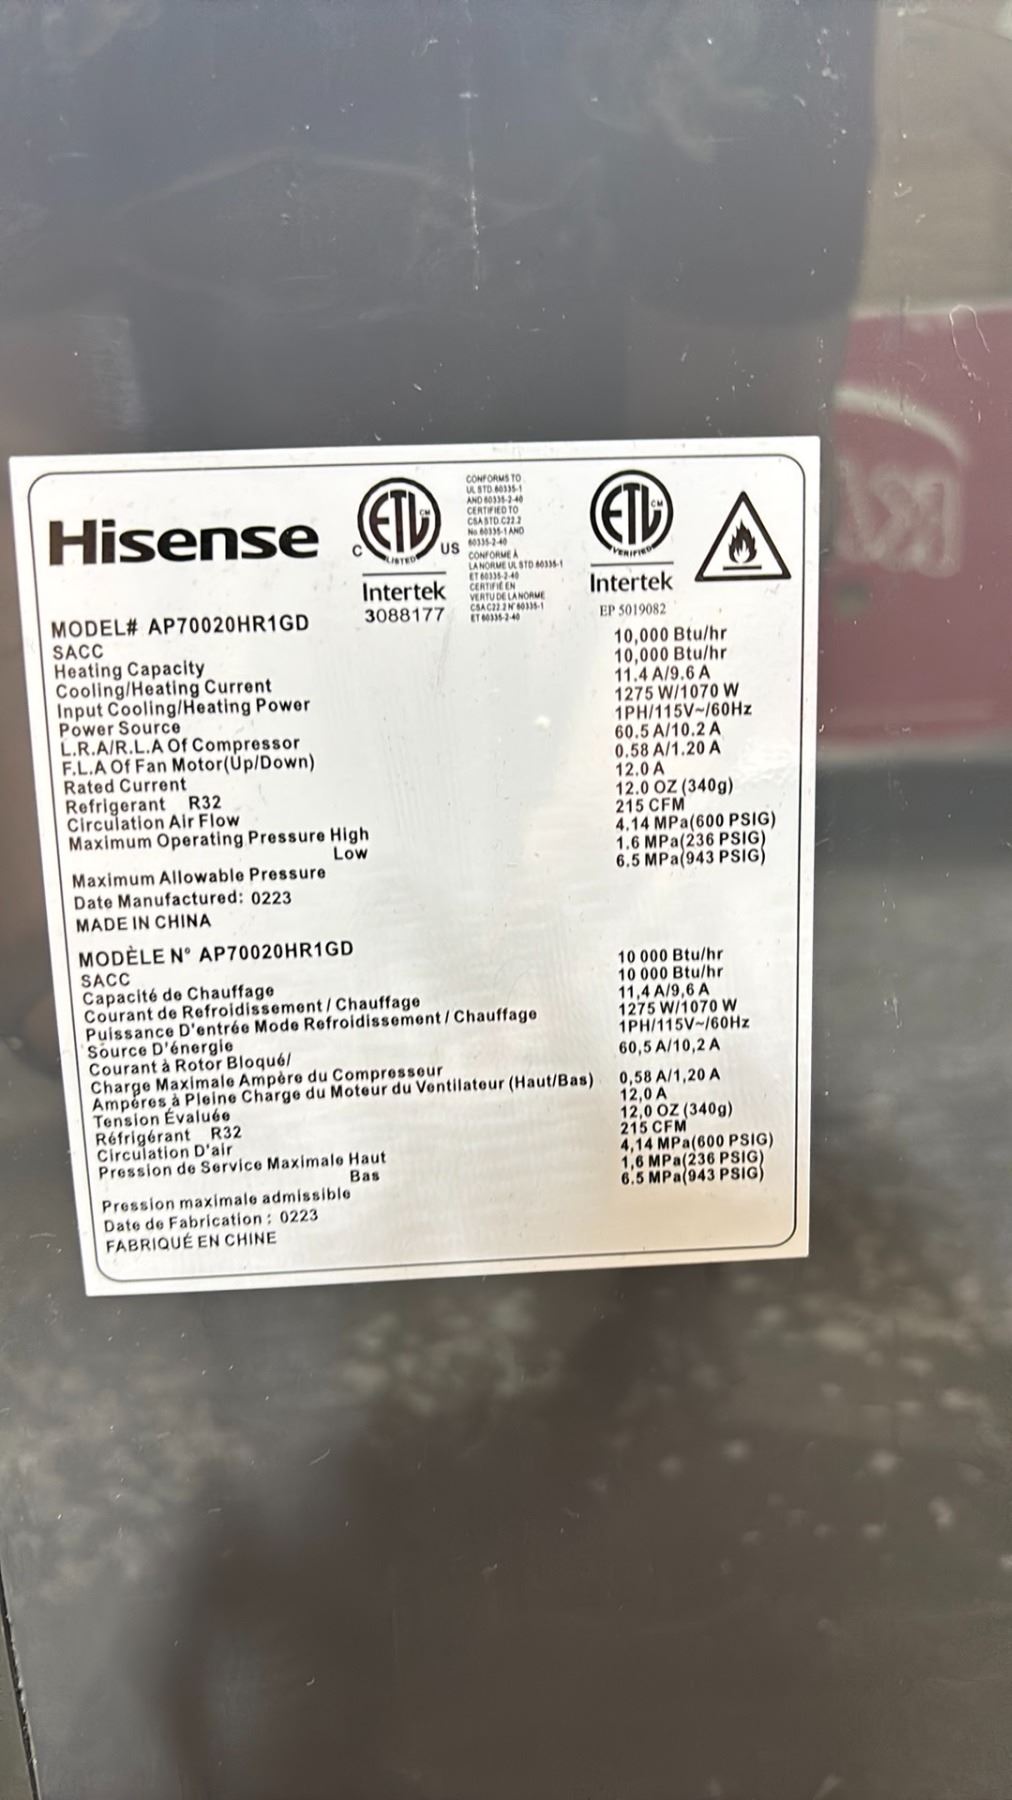 Hisense
C ETL CM US
LISTED
Intertek
3088177
CONFORMS TO
UL STD.60335-1
AND 60335-2-40
CERTIFIED TO
CSA STD.C22.2
No.60335-1 AND
60335-2-40
CONFORME À
LA NORME UL STD 60335-1
ET 60335-2-40
CERTIFIÉ EN
VERTU DE LA NORME
CSA C22.2 N° 60335-1
ET 60335-2-40
ETL CM
VERIFIED
Intertek
EP 5019082
MODEL# AP70020HR1GD
SACC 10,000 Btu/hr
Heating Capacity 10,000 Btu/hr
Cooling/Heating Current 11.4 A/9.6 A
Input Cooling/Heating Power 1275 W/1070 W
Power Source 1PH/115V~/60Hz
L.R.A/R.L.A Of Compressor 60.5 A/10.2 A
F.L.A Of Fan Motor(Up/Down) 0.58 A/1.20 A
Rated Current 12.0 A
Refrigerant R32 12.0 OZ (340g)
Circulation Air Flow 215 CFM
Maximum Operating Pressure High 4.14 MPa(600 PSIG)
Low 1.6 MPa(236 PSIG)
Maximum Allowable Pressure 6.5 MPa(943 PSIG)
Date Manufactured: 0223
MADE IN CHINA
MODÈLE N° AP70020HR1GD
SACC 10 000 Btu/hr
Capacité de Chauffage 10 000 Btu/hr
Courant de Refroidissement / Chauffage 11,4 A/9,6 A
Puissance D'entrée Mode Refroidissement / Chauffage 1275 W/1070 W
Source D'énergie 1PH/115V~/60Hz
Courant à Rotor Bloqué/
Charge Maximale Ampère du Compresseur 60,5 A/10,2 A
Ampères à Pleine Charge du Moteur du Ventilateur (Haut/Bas) 0,58 A/1,20 A
Tension Évaluée 12,0 A
Réfrigérant R32 12,0 OZ (340g)
Circulation D'air 215 CFM
Pression de Service Maximale Haut 4,14 MPa(600 PSIG)
Bas 1,6 MPa(236 PSIG)
Pression maximale admissible 6.5 MPa(943 PSIG)
Date de Fabrication : 0223
FABRIQUÉ EN CHINE